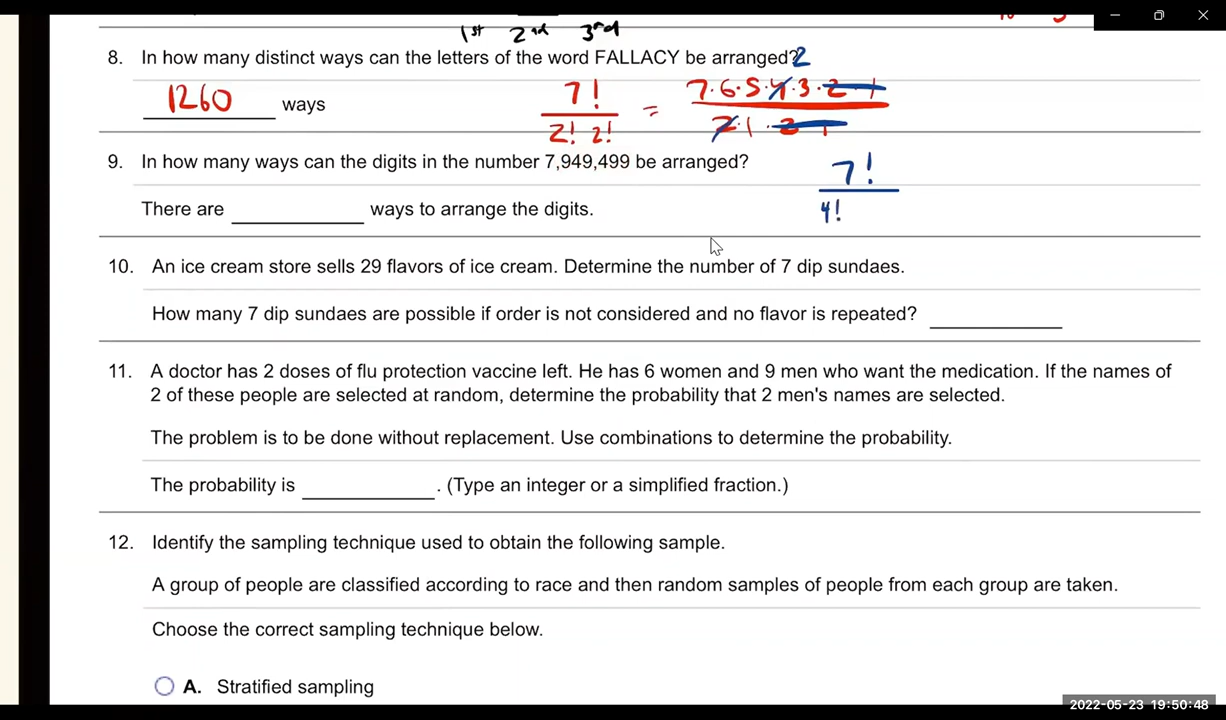 1st 2nd 3rd
8. In how many distinct ways can the letters of the word FALLACY be arranged? 2
1260 ways 7! / 2! 2! = 7·6·5·4·3·2·1 / 2·1·2·1
9. In how many ways can the digits in the number 7,949,499 be arranged?
7!
There are ____________ ways to arrange the digits.
4!
10. An ice cream store sells 29 flavors of ice cream. Determine the number of 7 dip sundaes.
How many 7 dip sundaes are possible if order is not considered and no flavor is repeated? ____________
11. A doctor has 2 doses of flu protection vaccine left. He has 6 women and 9 men who want the medication. If the names of
2 of these people are selected at random, determine the probability that 2 men's names are selected.
The problem is to be done without replacement. Use combinations to determine the probability.
The probability is ____________. (Type an integer or a simplified fraction.)
12. Identify the sampling technique used to obtain the following sample.
A group of people are classified according to race and then random samples of people from each group are taken.
Choose the correct sampling technique below.
A. Stratified sampling
2022-05-23 19:50:48